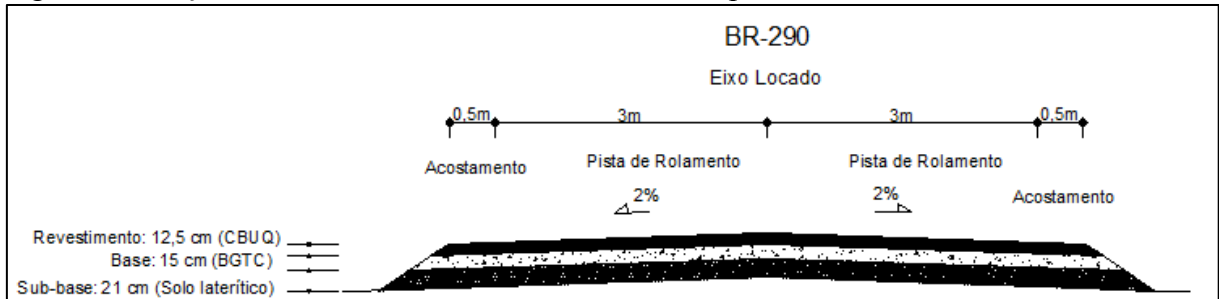 BR-290
Eixo Locado
0,5m 3m 3m 0,5m
Acostamento Pista de Rolamento Pista de Rolamento Acostamento
2% 2%
Revestimento: 12,5 cm (CBUQ)
Base: 15 cm (BGTC)
Sub-base: 21 cm (Solo laterítico)